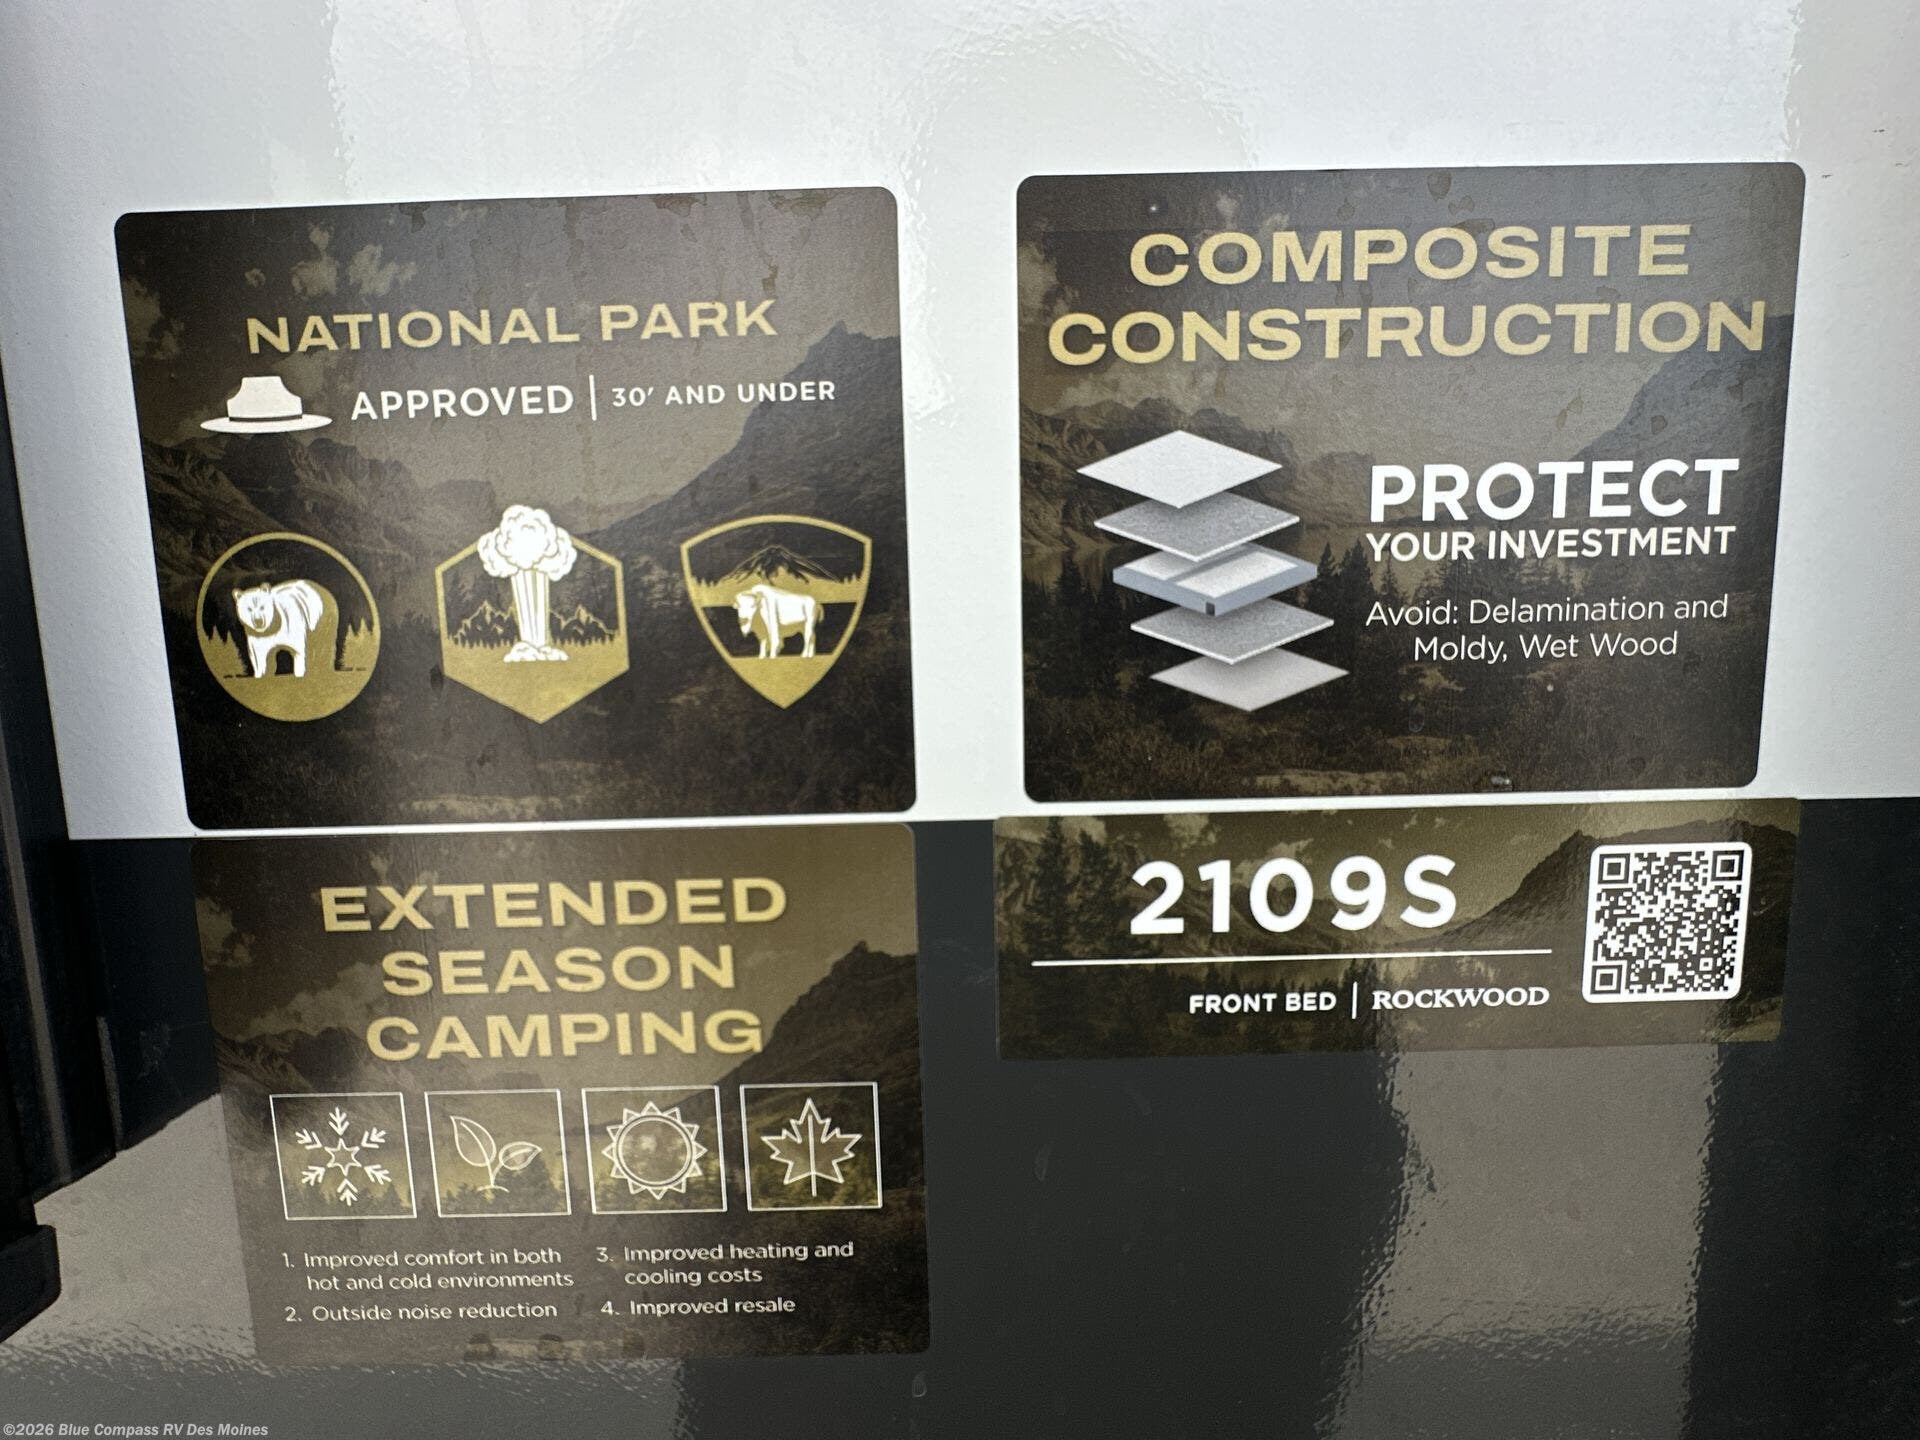 NATIONAL PARK
APPROVED | 30' AND UNDER
COMPOSITE
CONSTRUCTION
PROTECT
YOUR INVESTMENT
Avoid: Delamination and
Moldy, Wet Wood
EXTENDED
SEASON
CAMPING
1. Improved comfort in both
hot and cold environments
2. Outside noise reduction
3. Improved heating and
cooling costs
4. Improved resale
2109S
FRONT BED | ROCKWOOD
©2026 Blue Compass RV Des Moines